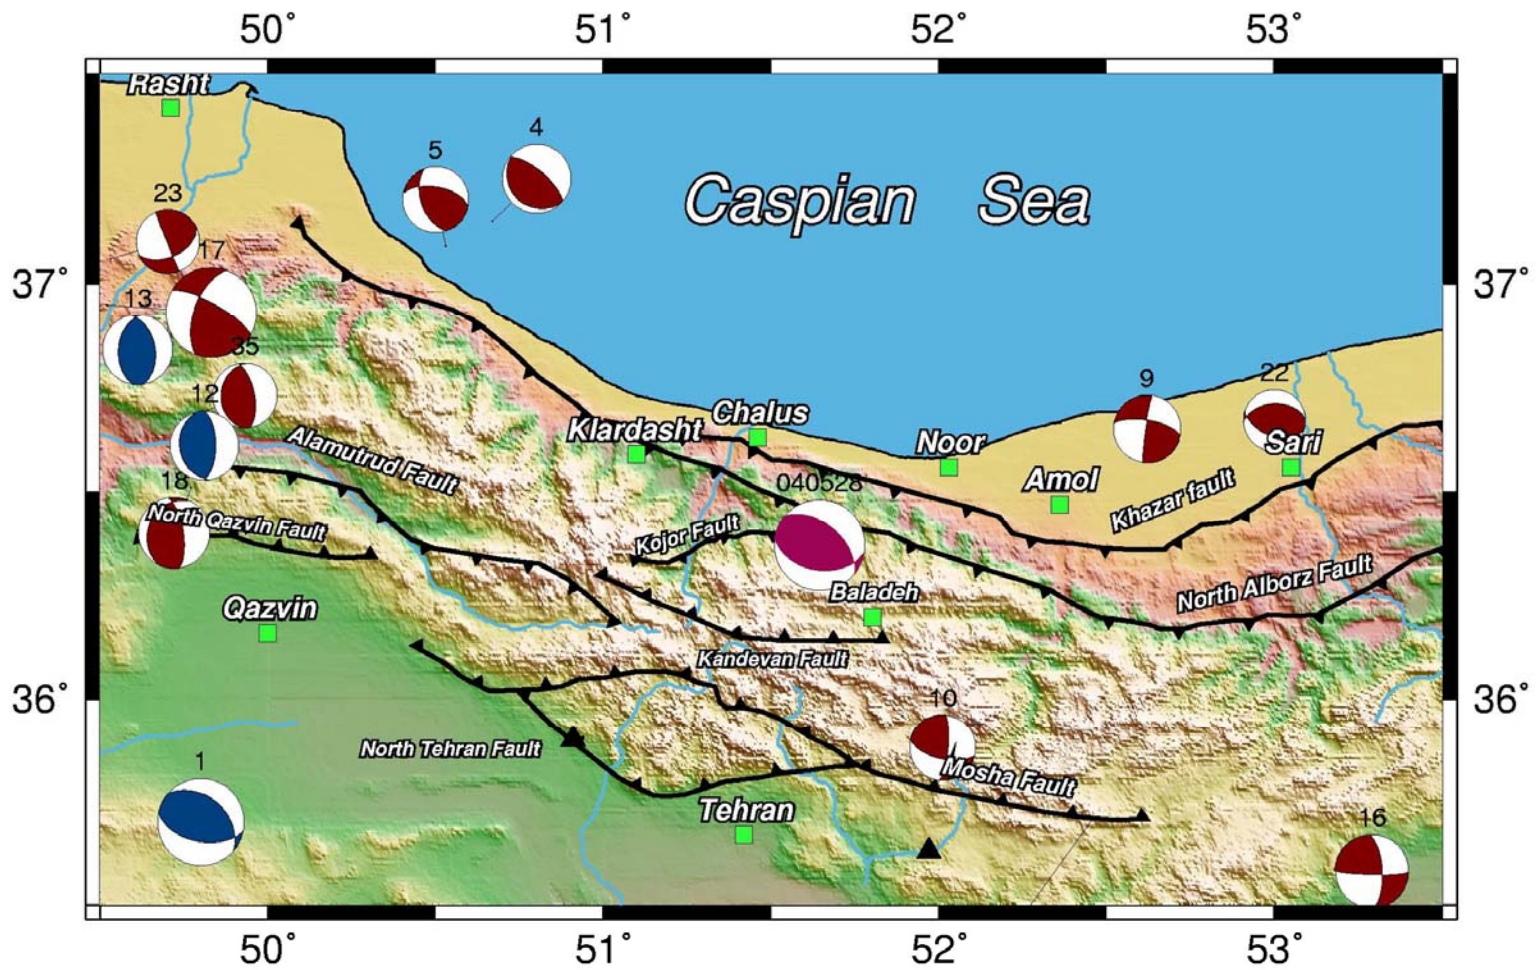 50° 51° 52° 53°
Rasht
4
5
Caspian Sea
23
17
37° 37°
13
35
12
9
22
Chalus
Klardasht
Noor
Sari
Alamutrud Fault
Amol
18
040528
Khazar fault
North Qazvin Fault
Kojor Fault
North Alborz Fault
Baladeh
Qazvin
Kandevan Fault
36° 36°
10
North Tehran Fault
1
Mosha Fault
Tehran
16
50° 51° 52° 53°